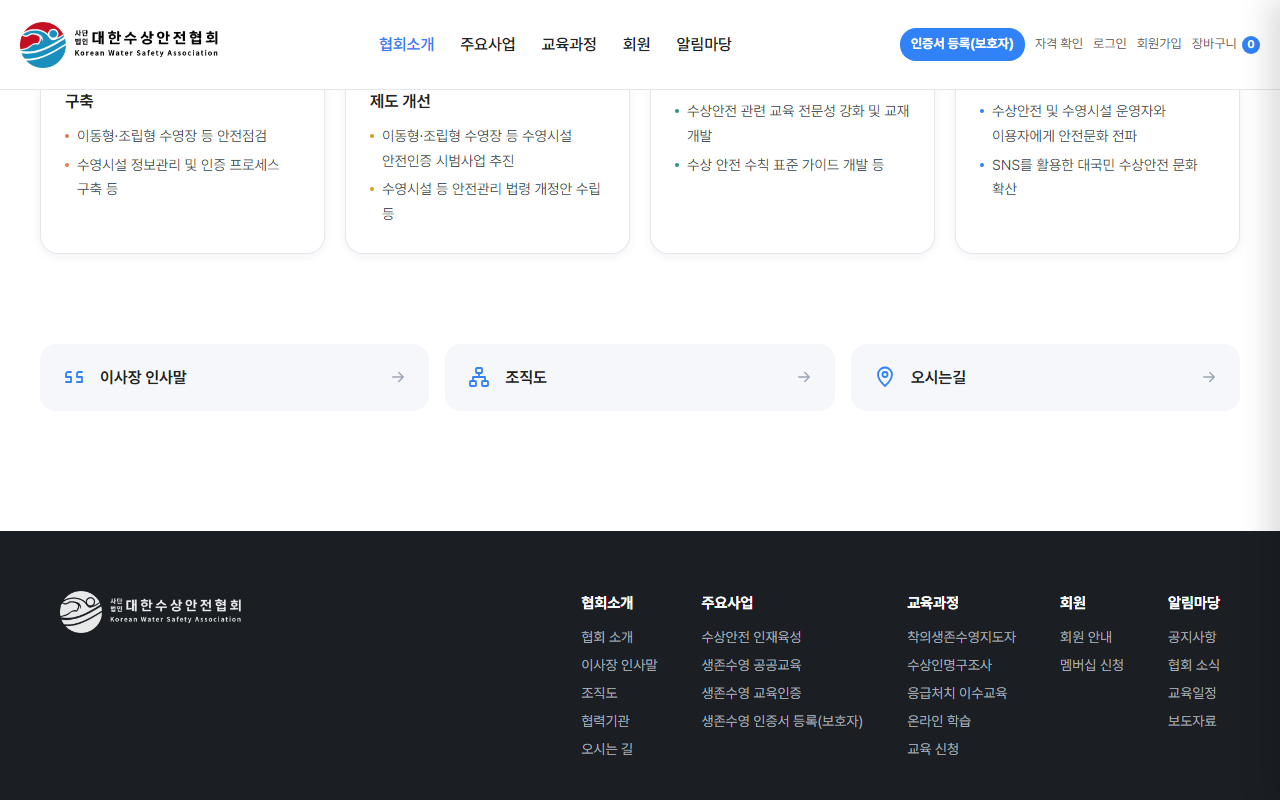 사단
법인 대한수상안전협회
Korean Water Safety Association
협회소개 주요사업 교육과정 회원 알림마당
인증서 등록(보호자) 자격 확인 로그인 회원가입 장바구니 0
구축
이동형·조립형 수영장 등 안전점검
수영시설 정보관리 및 인증 프로세스
구축 등
제도 개선
이동형·조립형 수영장 등 수영시설
안전인증 시범사업 추진
수영시설 등 안전관리 법령 개정안 수립
등
수상안전 관련 교육 전문성 강화 및 교재
개발
수상 안전 수칙 표준 가이드 개발 등
수상안전 및 수영시설 운영자와
이용자에게 안전문화 전파
SNS를 활용한 대국민 수상안전 문화
확산
이사장 인사말
조직도
오시는길
사단
법인 대한수상안전협회
Korean Water Safety Association
협회소개
협회 소개
이사장 인사말
조직도
협력기관
오시는 길
주요사업
수상안전 인재육성
생존수영 공공교육
생존수영 교육인증
생존수영 인증서 등록(보호자)
교육과정
착의생존수영지도자
수상인명구조사
응급처치 이수교육
온라인 학습
교육 신청
회원
회원 안내
멤버십 신청
알림마당
공지사항
협회 소식
교육일정
보도자료